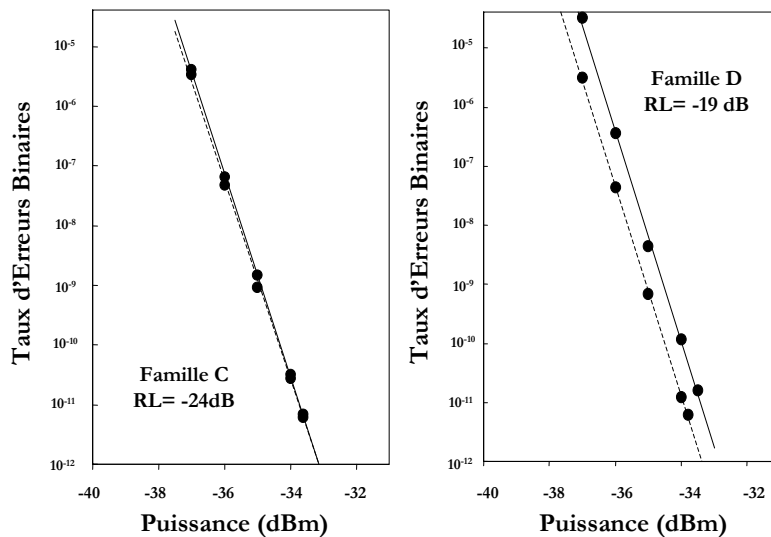 Taux d'Erreurs Binaires
10-5
10-6
10-7
10-8
10-9
10-10
10-11
10-12
Famille C
RL= -24dB
-40 -38 -36 -34 -32
Puissance (dBm)
Taux d'Erreurs Binaires
10-5
10-6
10-7
10-8
10-9
10-10
10-11
10-12
Famille D
RL= -19 dB
-40 -38 -36 -34 -32
Puissance (dBm)